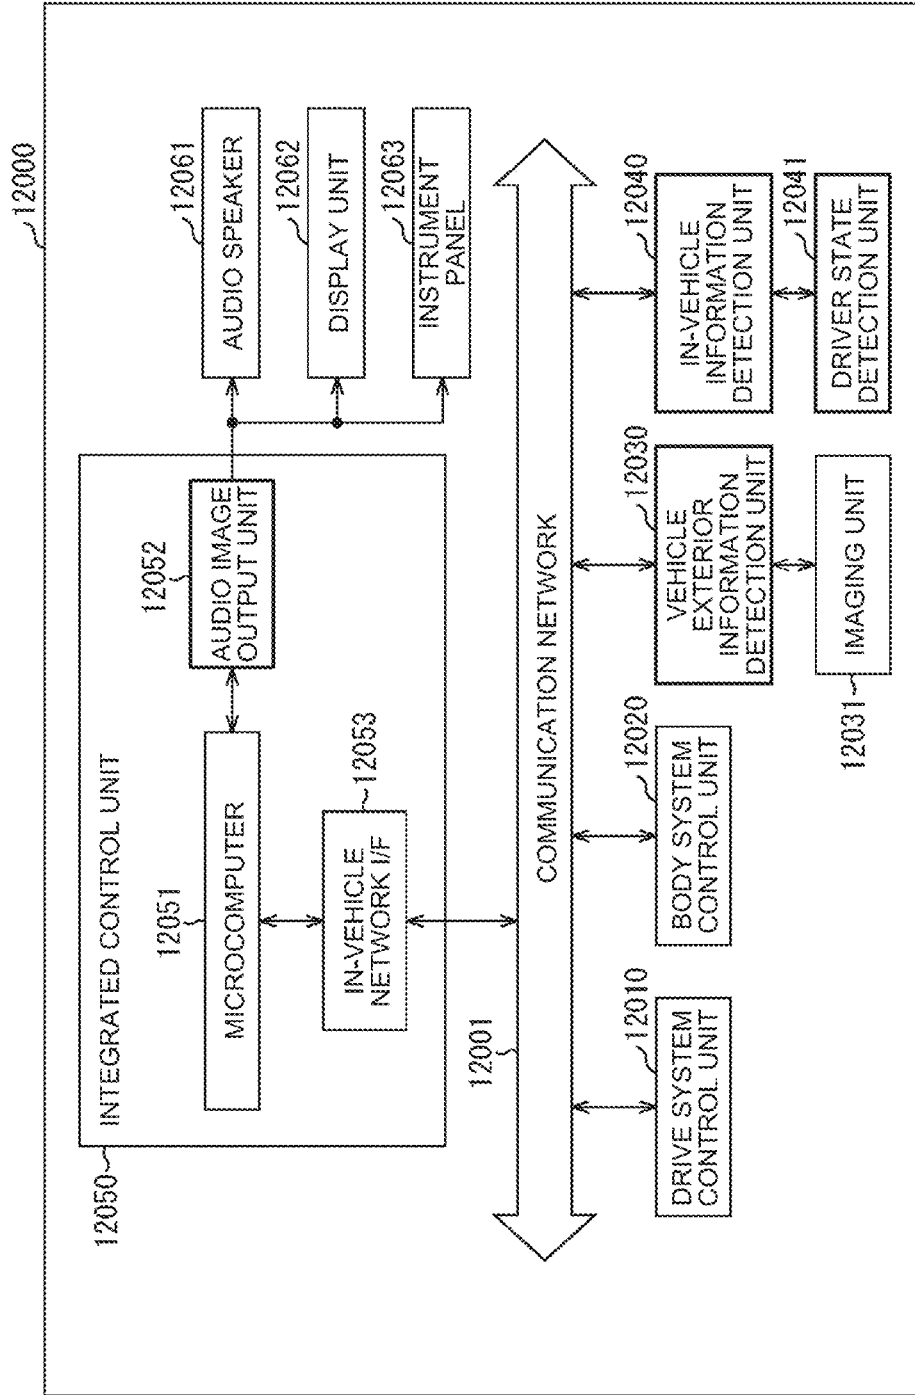 12000
12050
INTEGRATED CONTROL UNIT
12051
MICROCOMPUTER
12052
AUDIO IMAGE
OUTPUT UNIT
12053
IN-VEHICLE
NETWORK I/F
12061
AUDIO SPEAKER
12062
DISPLAY UNIT
12063
INSTRUMENT
PANEL
12001
COMMUNICATION NETWORK
12010
DRIVE SYSTEM
CONTROL UNIT
12020
BODY SYSTEM
CONTROL UNIT
12030
VEHICLE
EXTERIOR
INFORMATION
DETECTION UNIT
12031
IMAGING UNIT
12040
IN-VEHICLE
INFORMATION
DETECTION UNIT
12041
DRIVER STATE
DETECTION UNIT